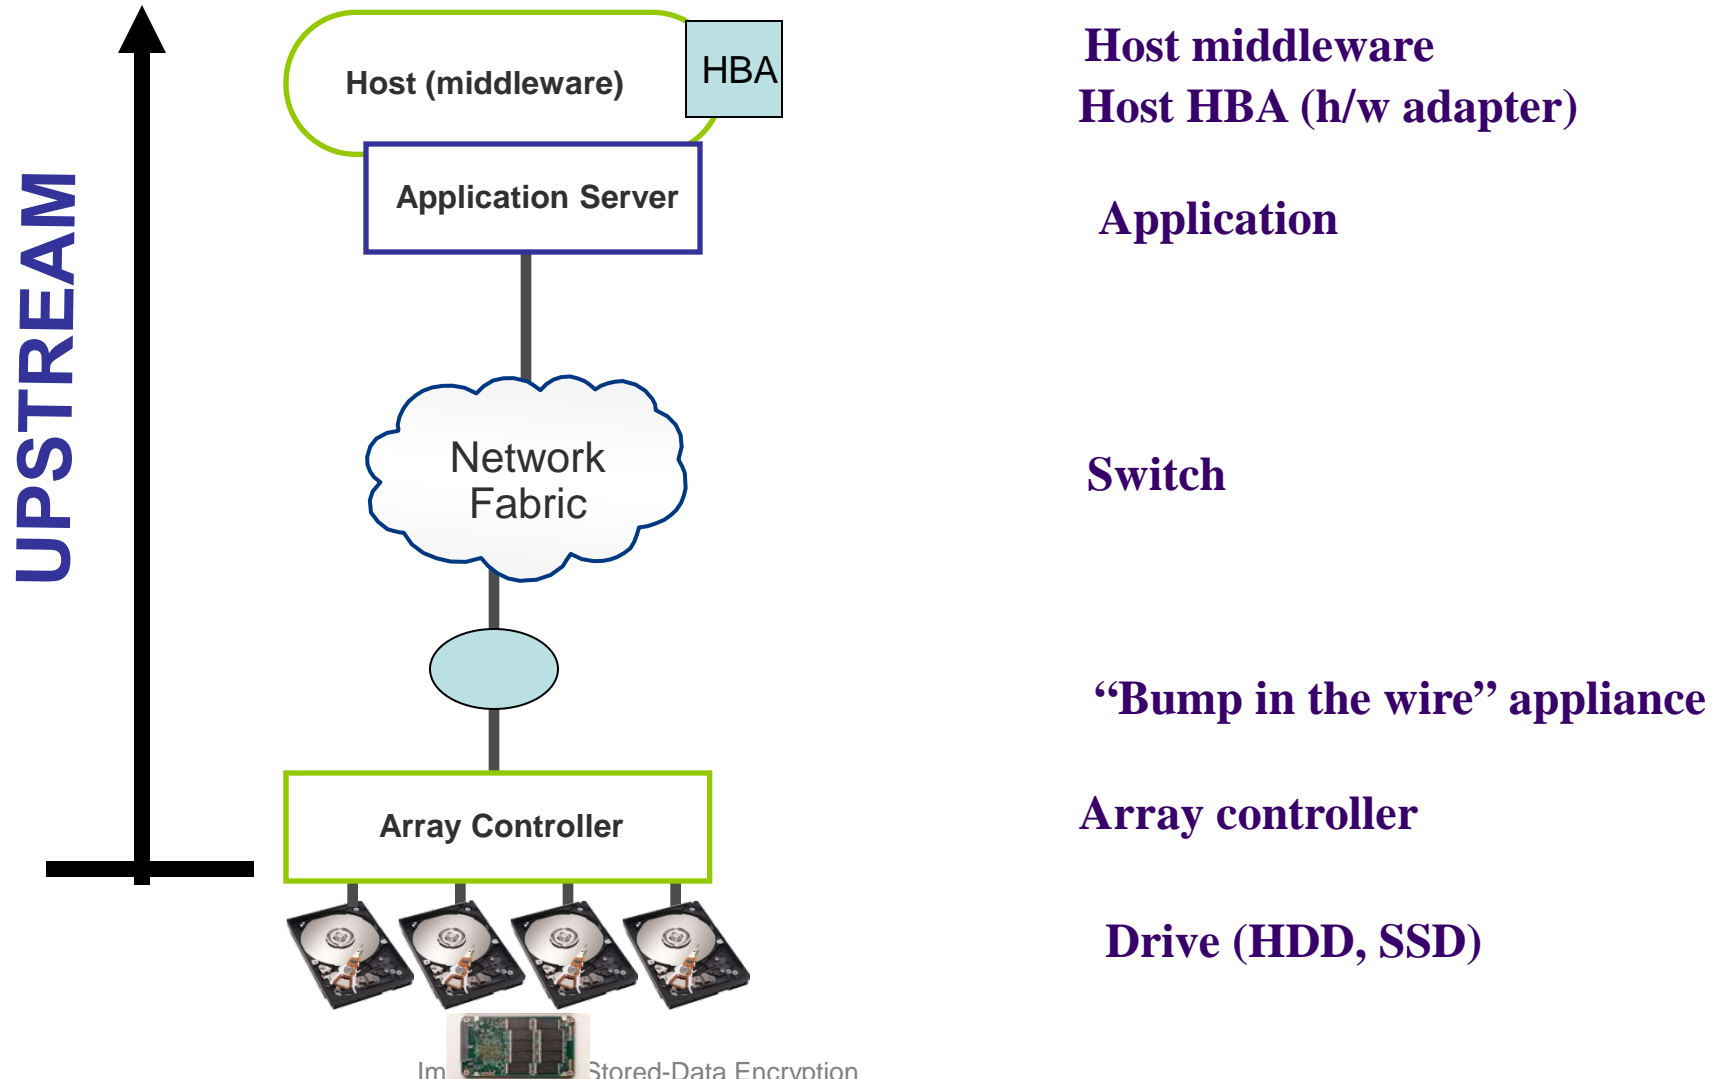 UPSTREAM
Host (middleware)
HBA
Application Server
Network
Fabric
Array Controller
Host middleware
Host HBA (h/w adapter)
Application
Switch
“Bump in the wire” appliance
Array controller
Drive (HDD, SSD)
Stored-Data Encryption